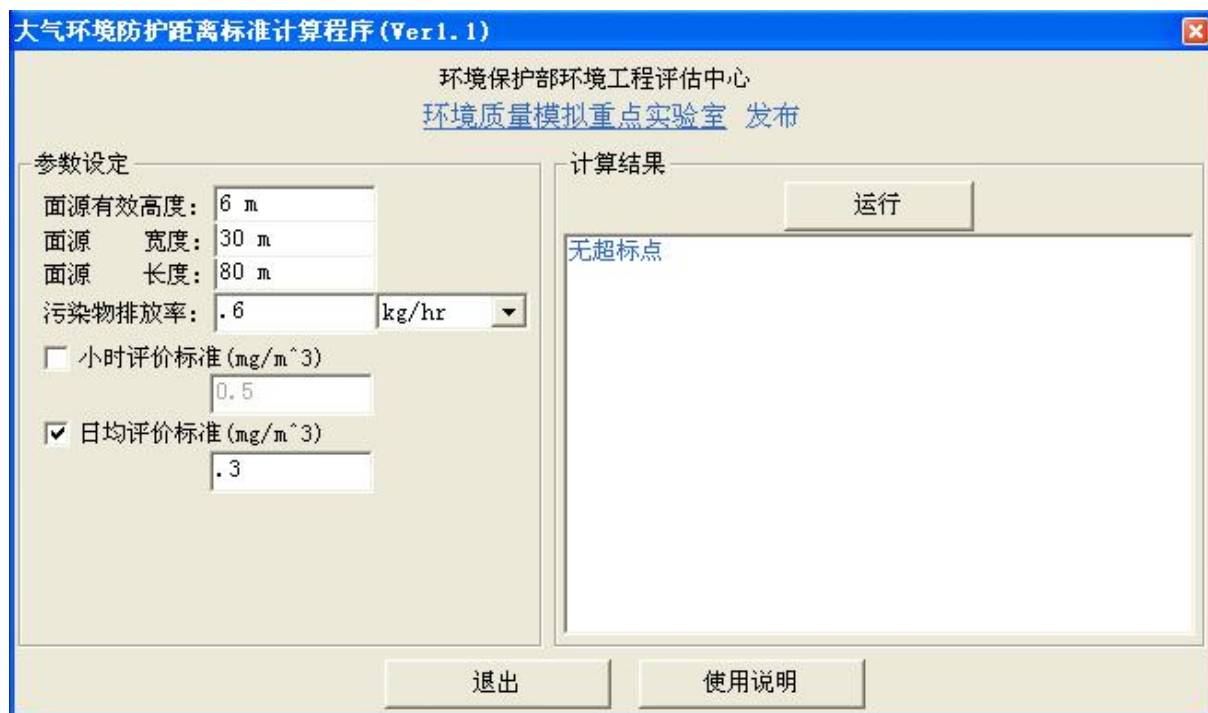 大气环境防护距离标准计算程序(Ver1.1)
环境保护部环境工程评估中心
环境质量模拟重点实验室 发布
参数设定
面源有效高度: 6 m
面源 宽度: 30 m
面源 长度: 80 m
污染物排放率: .6 kg/hr
小时评价标准(mg/m^3)
0.5
日均评价标准(mg/m^3)
.3
计算结果
运行
无超标点
退出 使用说明